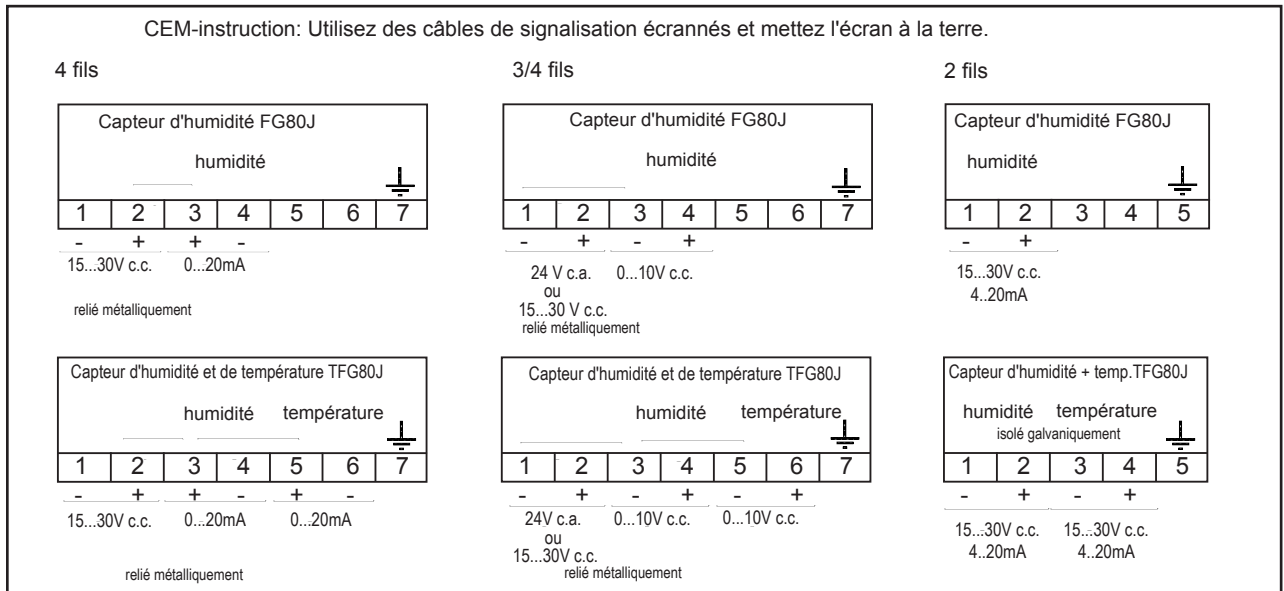 CEM-instruction: Utilisez des câbles de signalisation écrannés et mettez l'écran à la terre.
4 fils
Capteur d'humidité FG80J
humidité
1 2 3 4 5 6 7
- + + -
15...30V c.c. 0...20mA
relié métalliquement
3/4 fils
Capteur d'humidité FG80J
humidité
1 2 3 4 5 6 7
- + - +
24 V c.a. 0...10V c.c.
ou
15...30 V c.c.
relié métalliquement
2 fils
Capteur d'humidité FG80J
humidité
1 2 3 4 5
- +
15...30V c.c.
4..20mA
Capteur d'humidité et de température TFG80J
humidité température
1 2 3 4 5 6 7
- + + - + -
15...30V c.c. 0...20mA 0...20mA
relié métalliquement
Capteur d'humidité et de température TFG80J
humidité température
1 2 3 4 5 6 7
- + - + - +
24V c.a. 0...10V c.c. 0...10V c.c.
ou
15...30V c.c.
relié métalliquement
Capteur d'humidité + temp.TFG80J
humidité température
isolé galvaniquement
1 2 3 4 5
- + - +
15...30V c.c. 15...30V c.c.
4..20mA 4..20mA